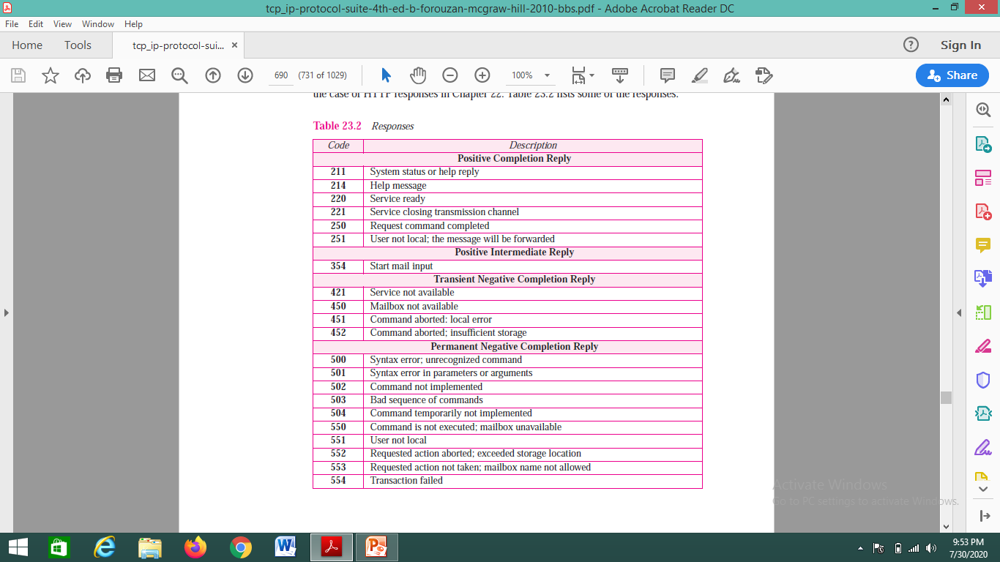 tcp_ip-protocol-suite-4th-ed-b-forouzan-mcgraw-hill-2010-bbs.pdf - Adobe Acrobat Reader DC
File Edit View Window Help
Home Tools tcp_ip-protocol-sui... × Sign In
690 (731 of 1029) 100% Share
the case of HTTP responses in Chapter 22. Table 23.2 lists some of the responses.
Table 23.2 Responses
Code Description
Positive Completion Reply
211 System status or help reply
214 Help message
220 Service ready
221 Service closing transmission channel
250 Request command completed
251 User not local; the message will be forwarded
Positive Intermediate Reply
354 Start mail input
Transient Negative Completion Reply
421 Service not available
450 Mailbox not available
451 Command aborted: local error
452 Command aborted; insufficient storage
Permanent Negative Completion Reply
500 Syntax error; unrecognized command
501 Syntax error in parameters or arguments
502 Command not implemented
503 Bad sequence of commands
504 Command temporarily not implemented
550 Command is not executed; mailbox unavailable
551 User not local
552 Requested action aborted; exceeded storage location
553 Requested action not taken; mailbox name not allowed
554 Transaction failed
Activate Windows
Go to PC settings to activate Windows.
9:53 PM
7/30/2020